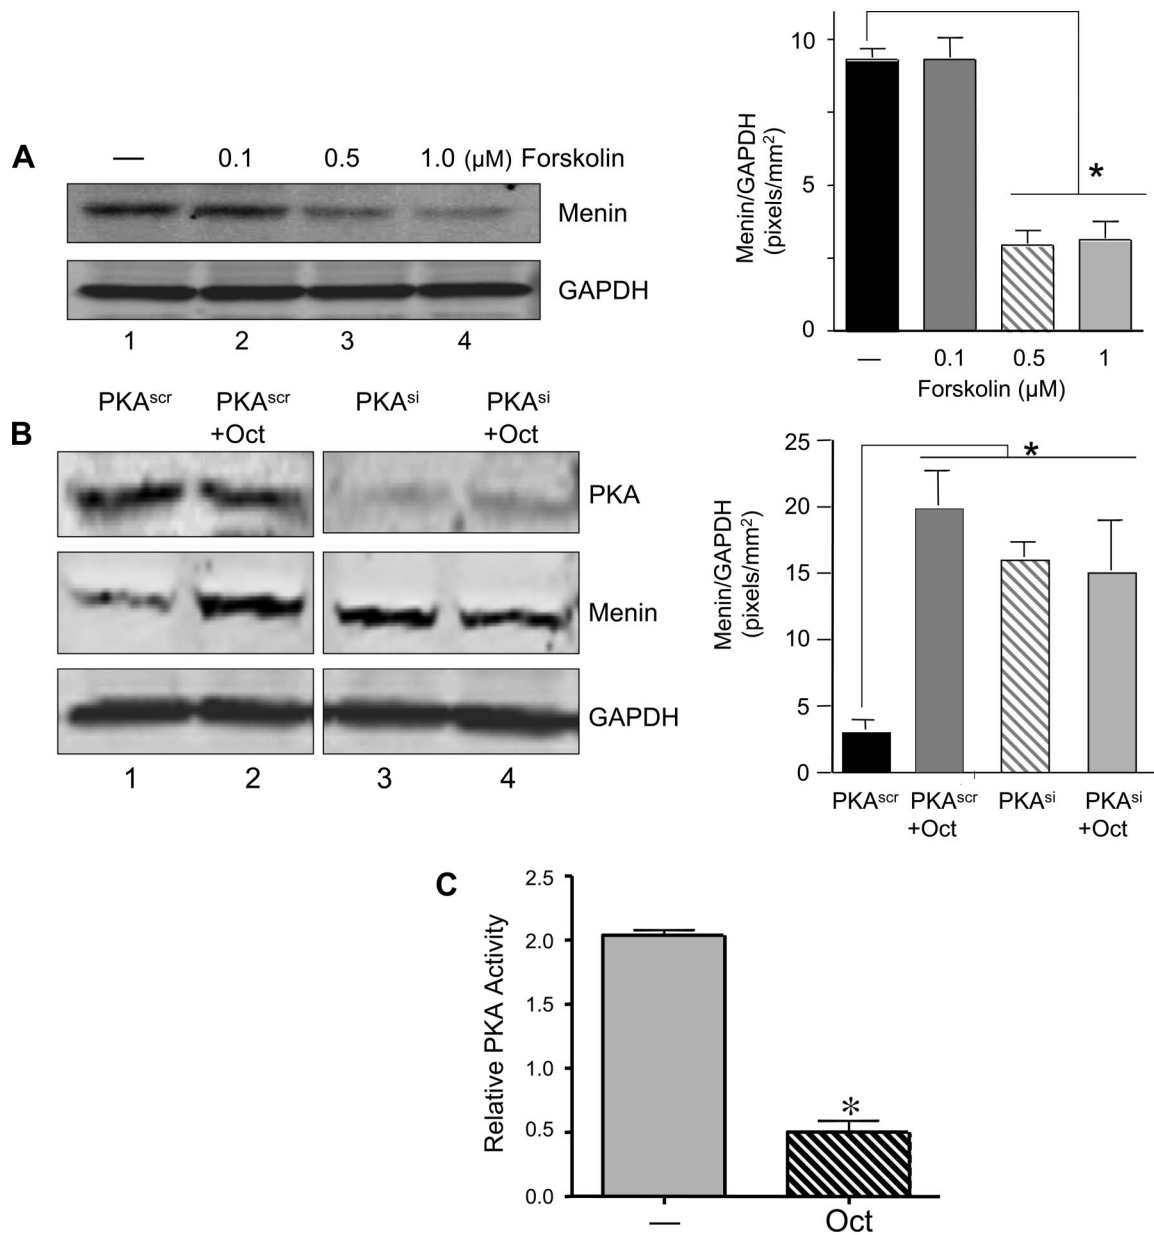 A
— 0.1 0.5 1.0 (μM) Forskolin
Menin
GAPDH
1 2 3 4
10
5
0
Menin/GAPDH
(pixels/mm²)
*
— 0.1 0.5 1
Forskolin (μM)
B
PKAˢᶜʳ PKAˢᶜʳ PKAˢⁱ PKAˢⁱ
+Oct +Oct
PKA
Menin
GAPDH
1 2 3 4
25
20
15
10
5
0
Menin/GAPDH
(pixels/mm²)
*
PKAˢᶜʳ PKAˢᶜʳ PKAˢⁱ PKAˢⁱ
+Oct +Oct
C
2.5
2.0
1.5
1.0
0.5
0.0
Relative PKA Activity
*
— Oct